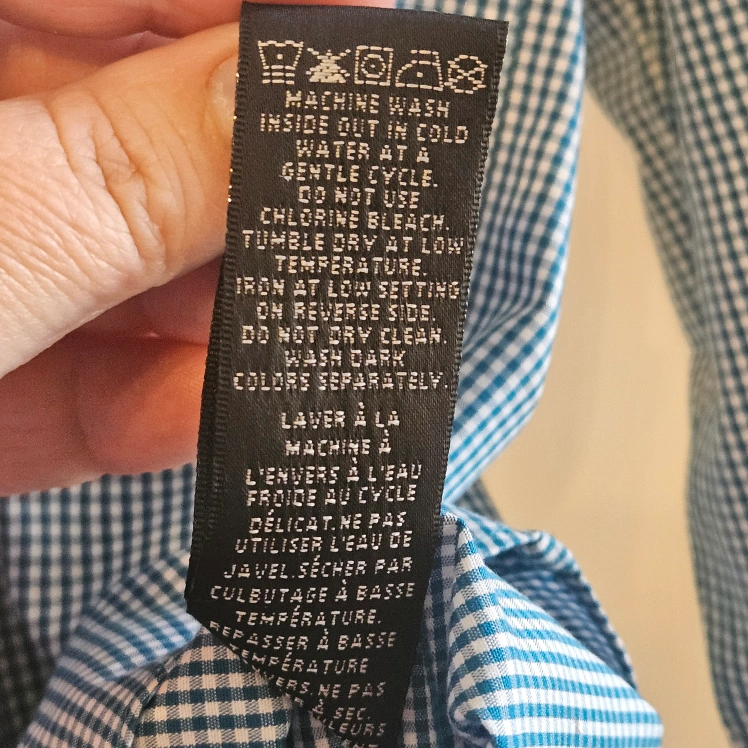 MACHINE WASH
INSIDE OUT IN COLD
WATER AT A
GENTLE CYCLE.
DO NOT USE
CHLORINE BLEACH.
TUMBLE DRY AT LOW
TEMPERATURE.
IRON AT LOW SETTING
ON REVERSE SIDE.
DO NOT DRY CLEAN.
WASH DARK
COLORS SEPARATELY.
LAVER À LA
MACHINE À
L'ENVERS À L'EAU
FROIDE AU CYCLE
DÉLICAT.NE PAS
UTILISER L'EAU DE
JAVEL.SÉCHER PAR
CULBUTAGE À BASSE
TEMPÉRATURE.
REPASSER À BASSE
TEMPÉRATURE
NE PAS
À SEC.